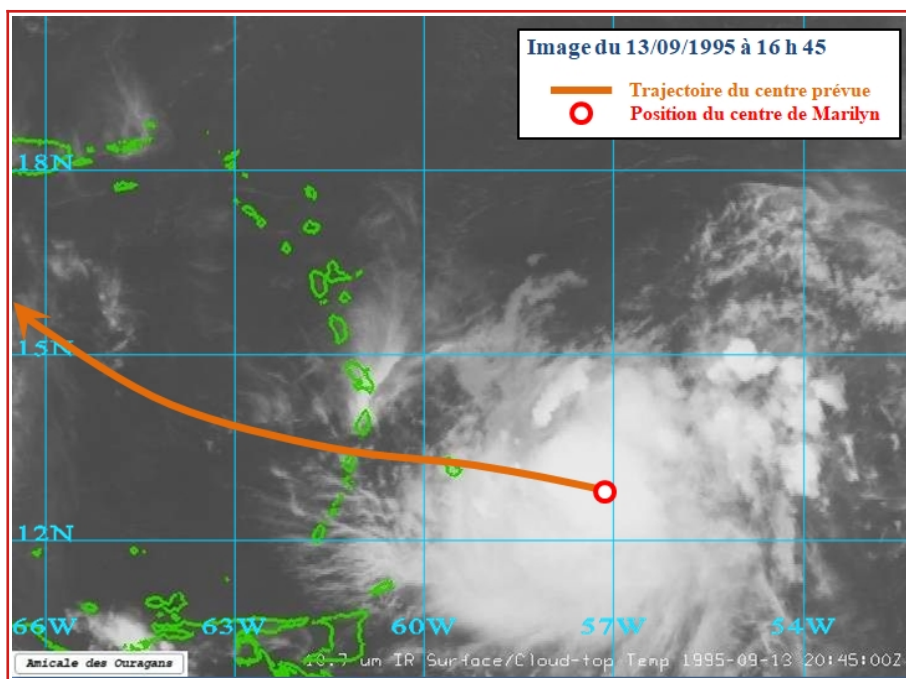 Image du 13/09/1995 à 16 h 45
Trajectoire du centre prévue
Position du centre de Marilyn
18N
15N
12N
66W 63W 60W 57W 54W
Amicale des Ouragans
10.7 um IR Surface/Cloud-top Temp 1995-09-13 20:45:00Z